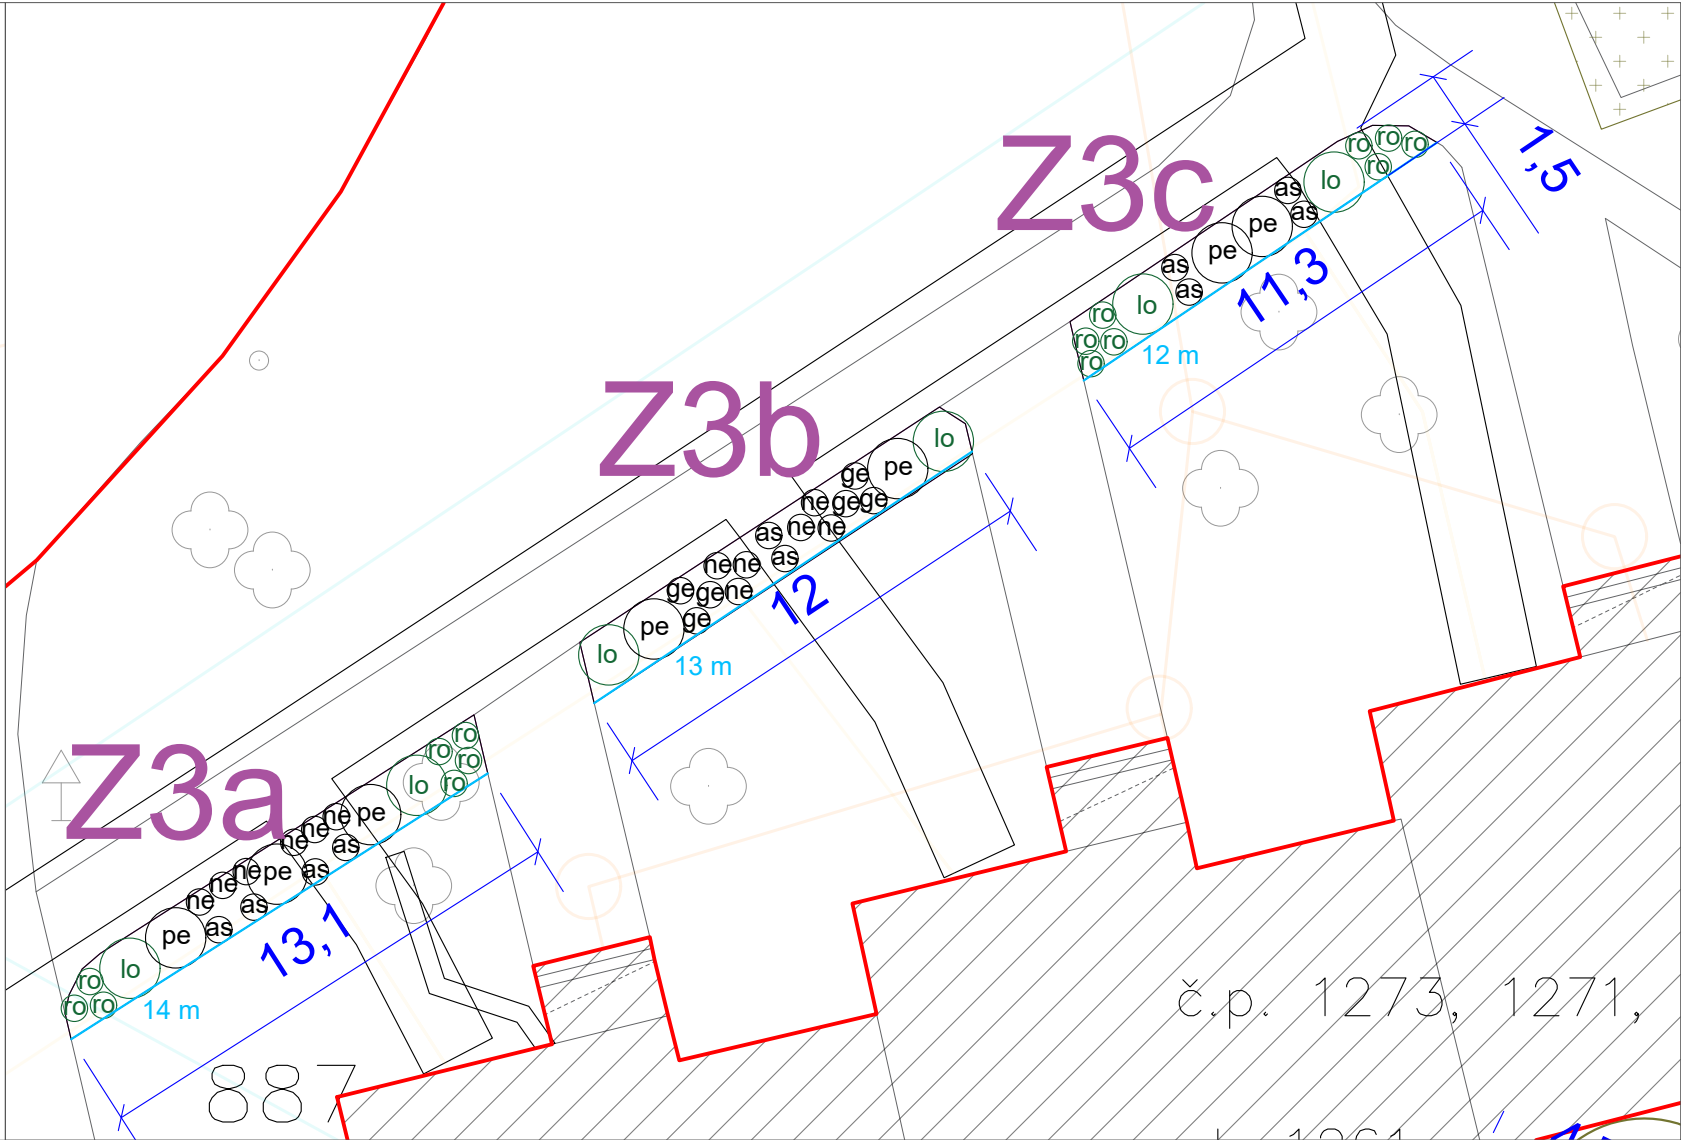 Z3c
1,5
ro ro ro
ro
lo
as
as
pe
pe
as
as
lo
ro
ro ro
ro
11,3
12 m
Z3b
lo
pe
ge
ge ge
ne
ne ne
as
as
ne ne
ne
ge ge
ge
pe
lo
12
13 m
Z3a
ro
ro
ro
ro
lo
pe
ne
ne
ne
as
as
pe
ne
ne
ne
as
as
pe
lo
ro
ro ro
13,1
14 m
č.p. 1273, 1271,
887